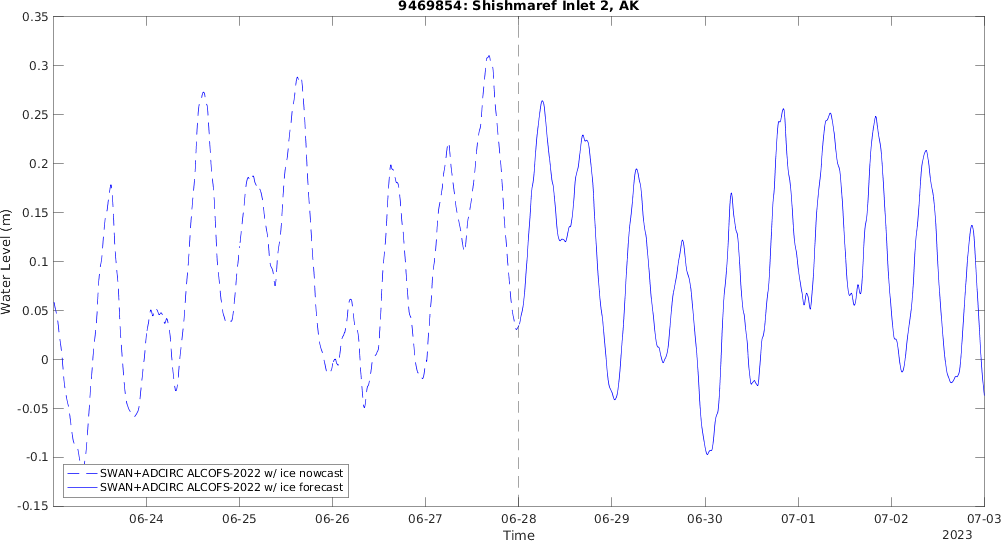 9469854: Shishmaref Inlet 2, AK
0.35
0.3
0.25
0.2
0.15
0.1
0.05
0
-0.05
-0.1
-0.15
Water Level (m)
SWAN+ADCIRC ALCOFS-2022 w/ ice nowcast
SWAN+ADCIRC ALCOFS-2022 w/ ice forecast
06-24 06-25 06-26 06-27 06-28 06-29 06-30 07-01 07-02 07-03
Time
2023